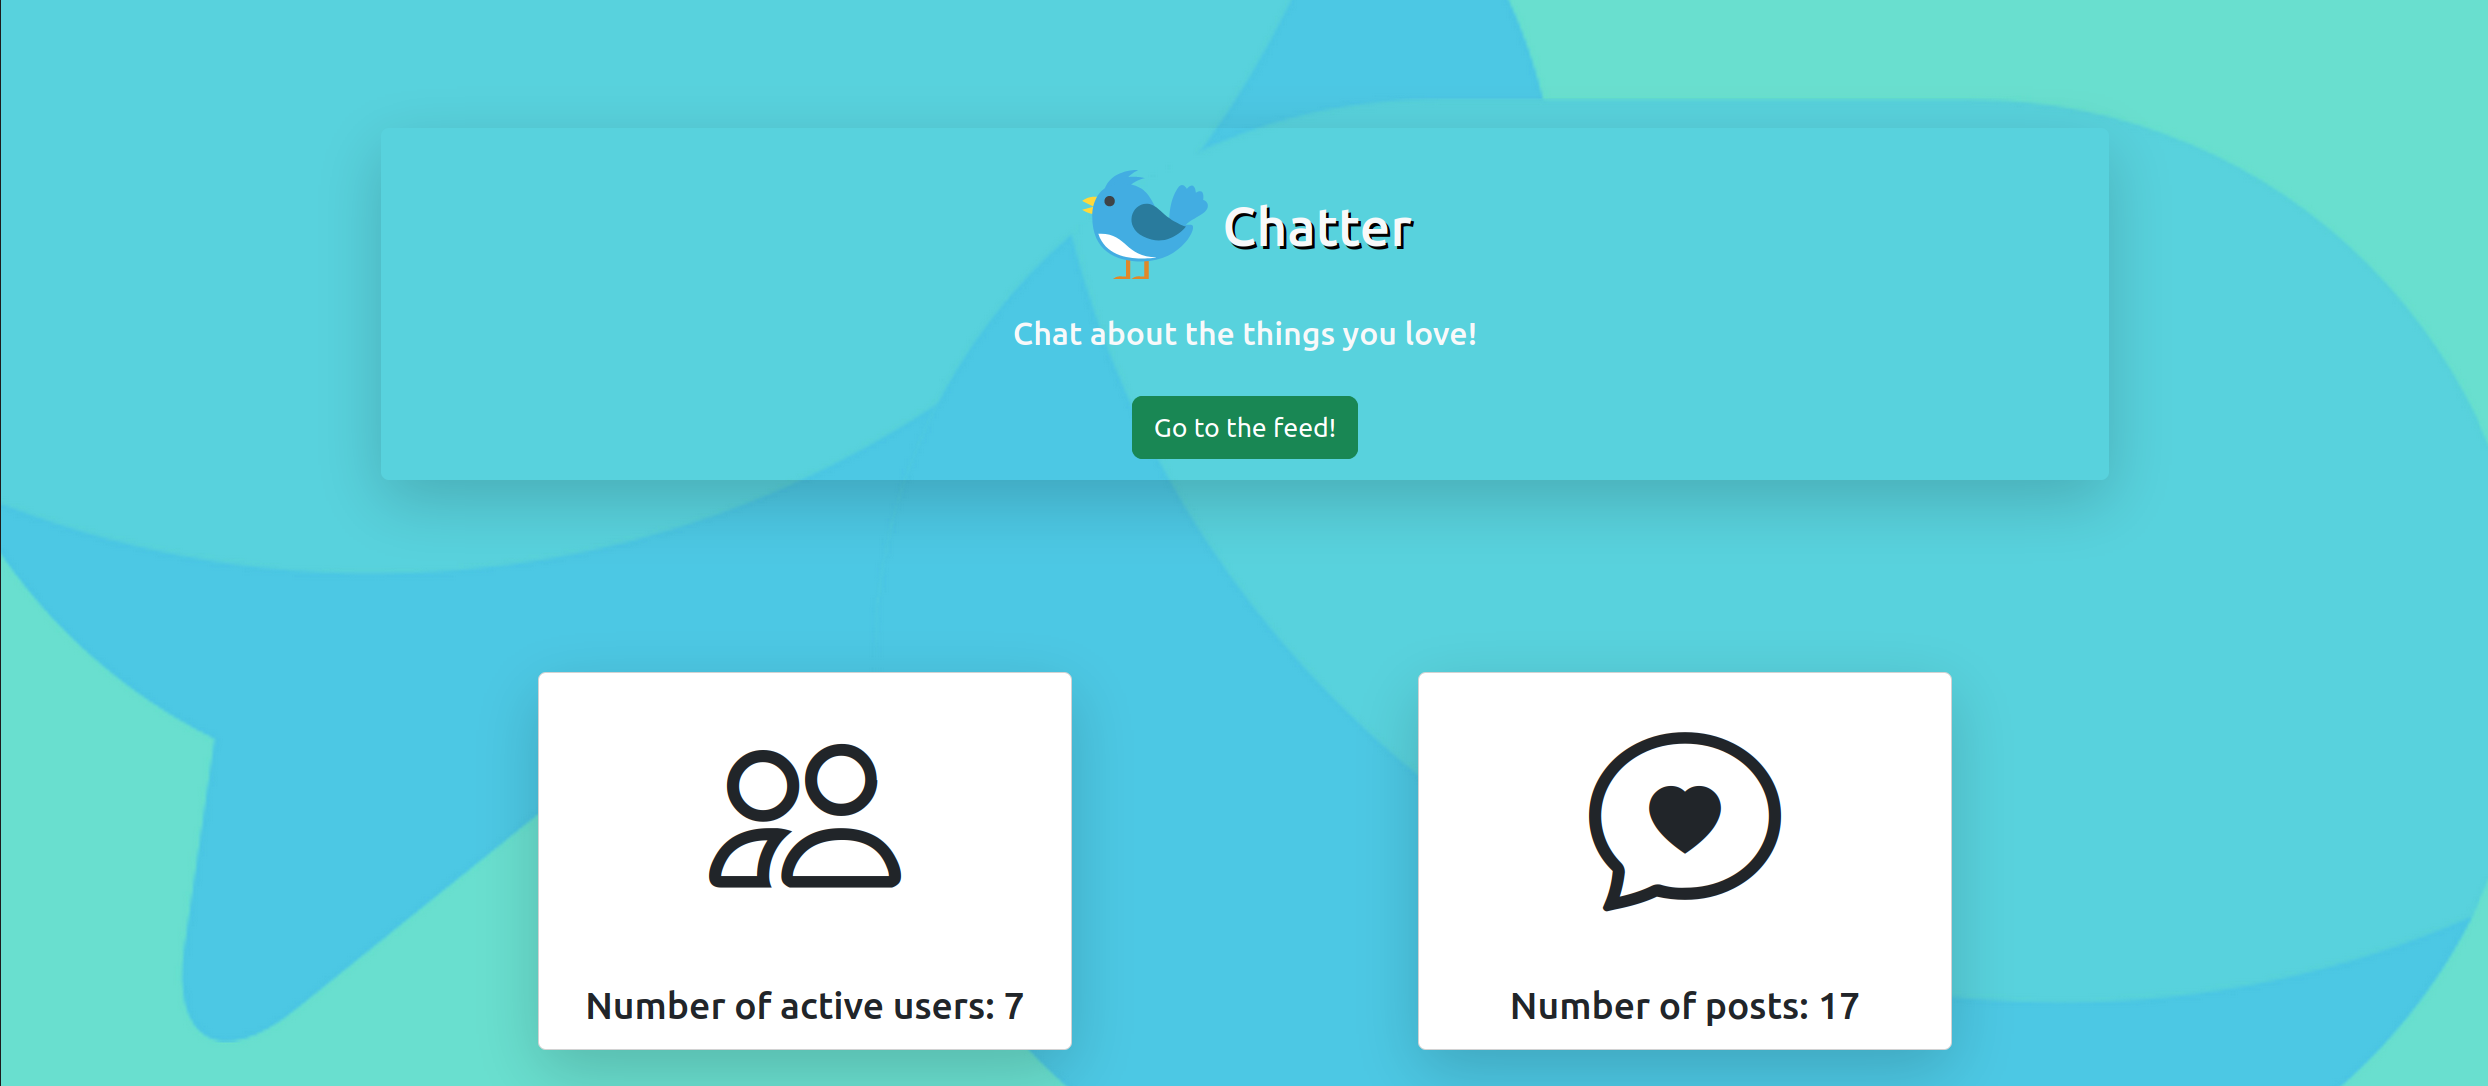 Chatter
Chat about the things you love!
Go to the feed!
Number of active users: 7
Number of posts: 17